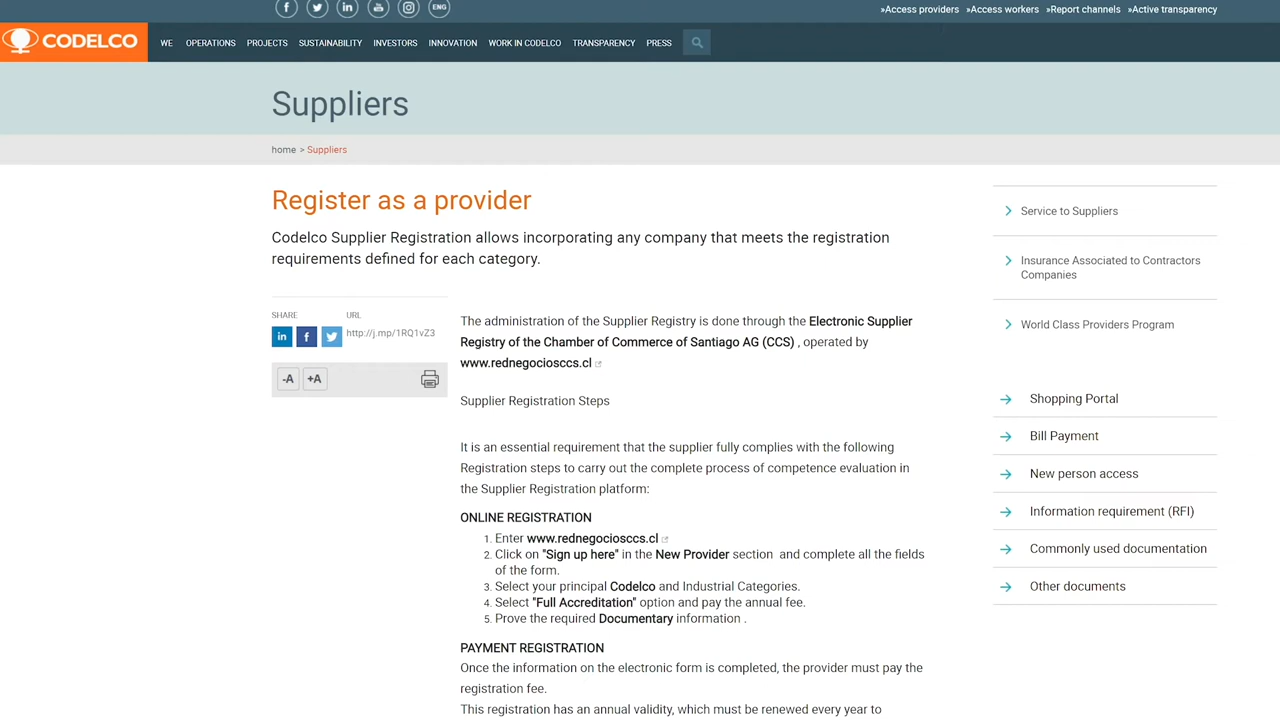 ENG
»Access providers »Access workers »Report channels »Active transparency
CODELCO
WE OPERATIONS PROJECTS SUSTAINABILITY INVESTORS INNOVATION WORK IN CODELCO TRANSPARENCY PRESS
Suppliers
home > Suppliers
Register as a provider
Codelco Supplier Registration allows incorporating any company that meets the registration
requirements defined for each category.
SHARE URL
http://j.mp/1RQ1vZ3
-A +A
The administration of the Supplier Registry is done through the Electronic Supplier
Registry of the Chamber of Commerce of Santiago AG (CCS) , operated by
www.rednegociosccs.cl
Supplier Registration Steps
It is an essential requirement that the supplier fully complies with the following
Registration steps to carry out the complete process of competence evaluation in
the Supplier Registration platform:
ONLINE REGISTRATION
1. Enter www.rednegociosccs.cl
2. Click on "Sign up here" in the New Provider section and complete all the fields
of the form.
3. Select your principal Codelco and Industrial Categories.
4. Select "Full Accreditation" option and pay the annual fee.
5. Prove the required Documentary information .
PAYMENT REGISTRATION
Once the information on the electronic form is completed, the provider must pay the
registration fee.
This registration has an annual validity, which must be renewed every year to
Service to Suppliers
Insurance Associated to Contractors
Companies
World Class Providers Program
Shopping Portal
Bill Payment
New person access
Information requirement (RFI)
Commonly used documentation
Other documents